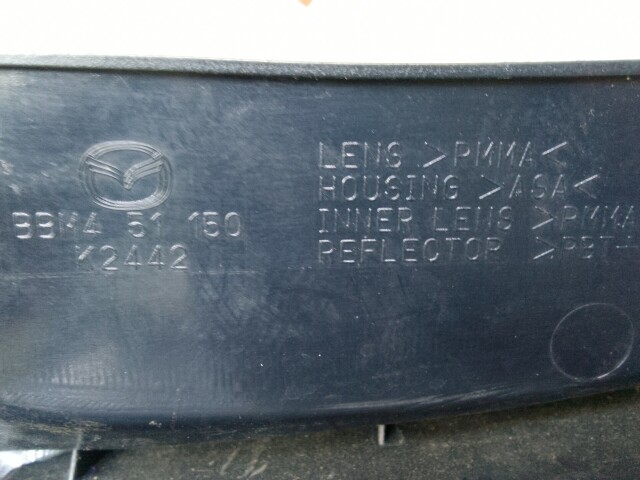 BBM4 51 150
K2442
LENS >PMMA<
HOUSING >ASA<
INNER LENS >PMMA
REFLECTOR >PBT-